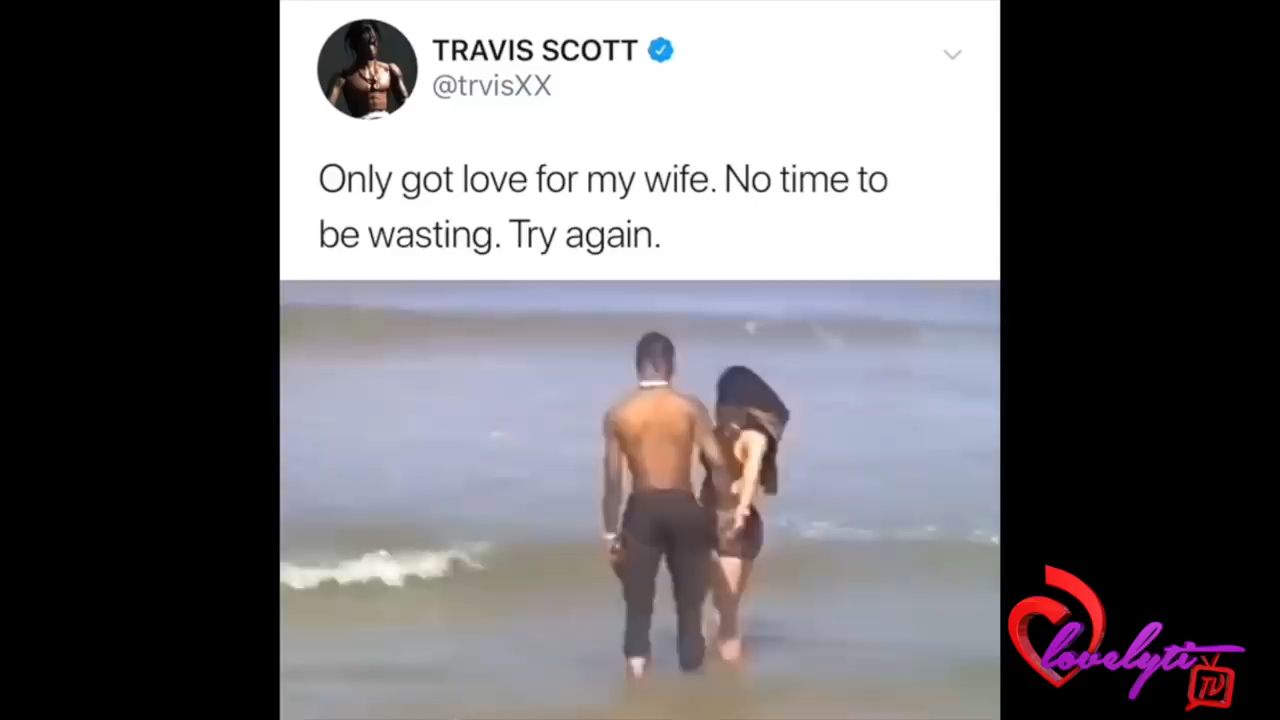 TRAVIS SCOTT
@trvisXX
Only got love for my wife. No time to
be wasting. Try again.
lovelyti
TV